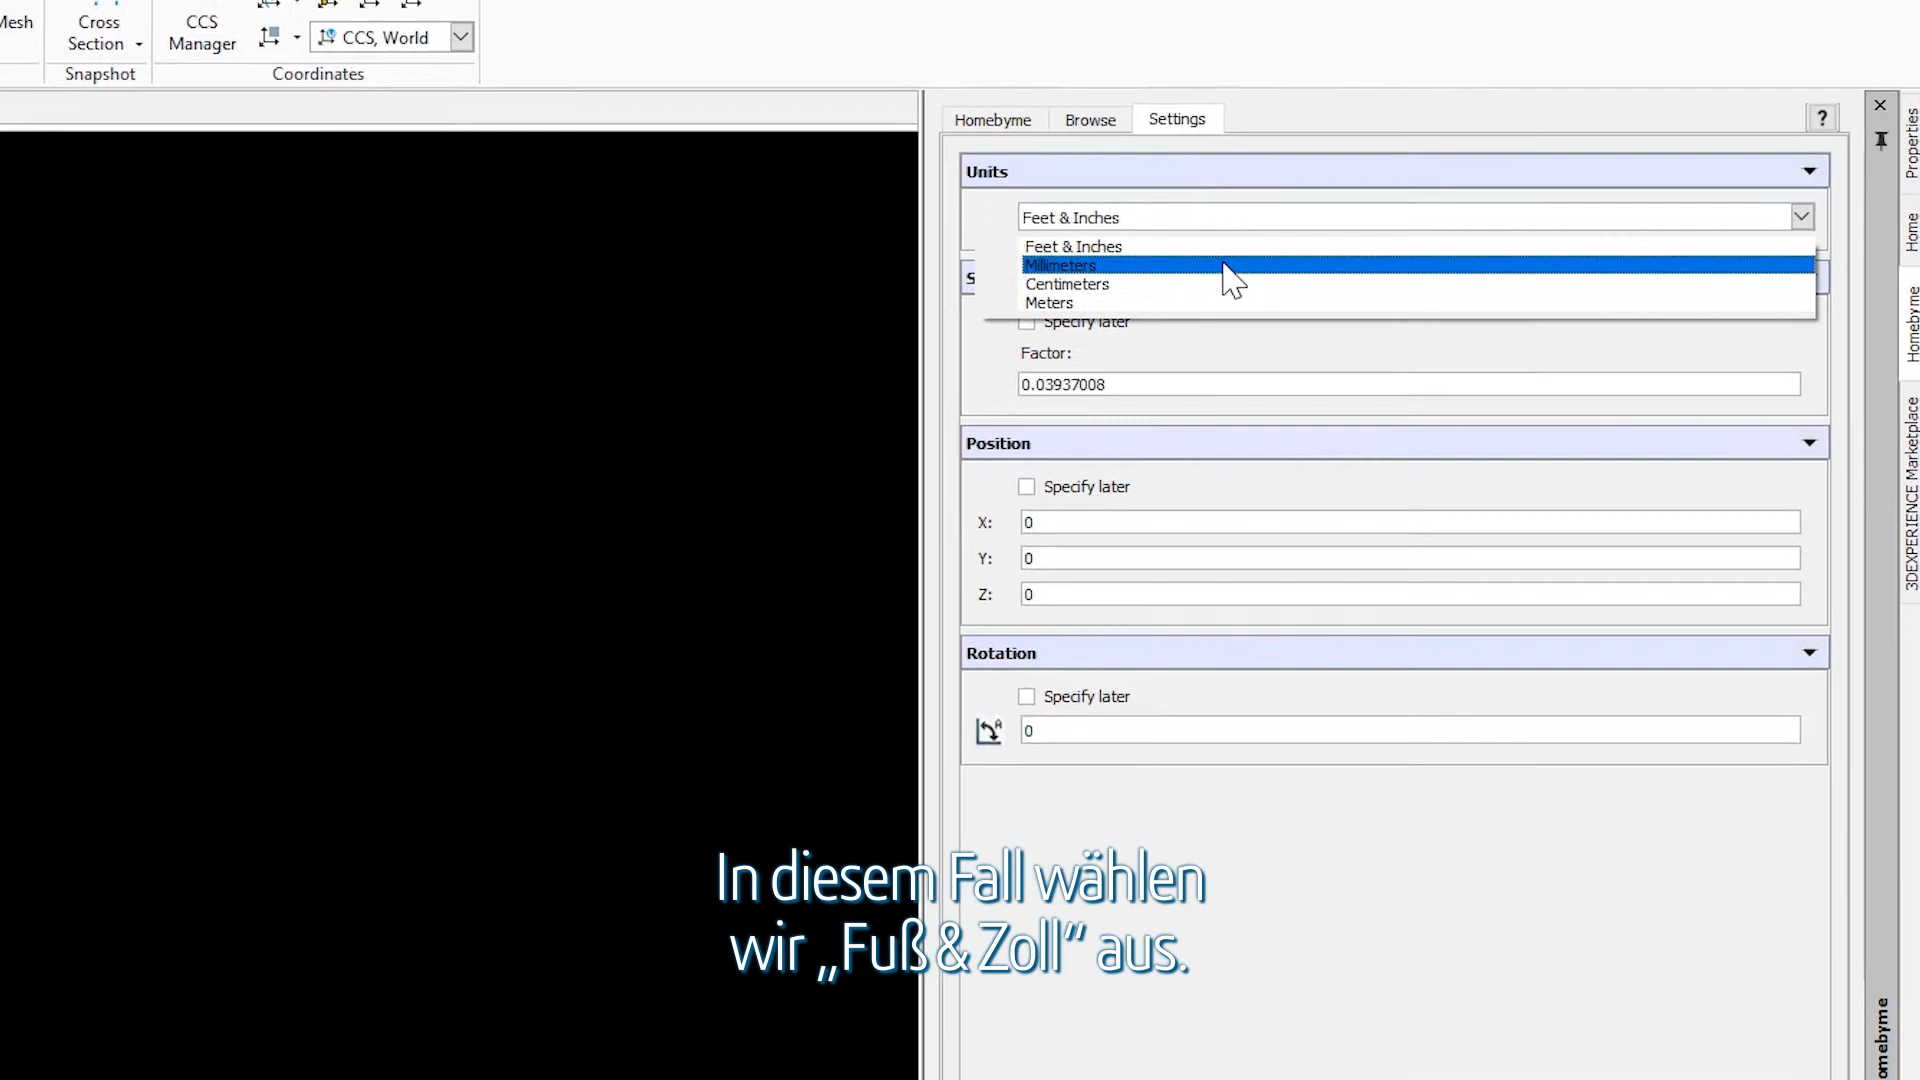 Mesh
Cross
Section
CCS
Manager
CCS, World
Snapshot
Coordinates
Homebyme
Browse
Settings
?
Units
Feet & Inches
Feet & Inches
Millimeters
Centimeters
Meters
Specify later
Factor:
0.03937008
Position
Specify later
X:
0
Y:
0
Z:
0
Rotation
Specify later
0
Properties
Home
Homebyme
3DEXPERIENCE Marketplace
In diesem Fall wählen
wir „Fuß & Zoll“ aus.